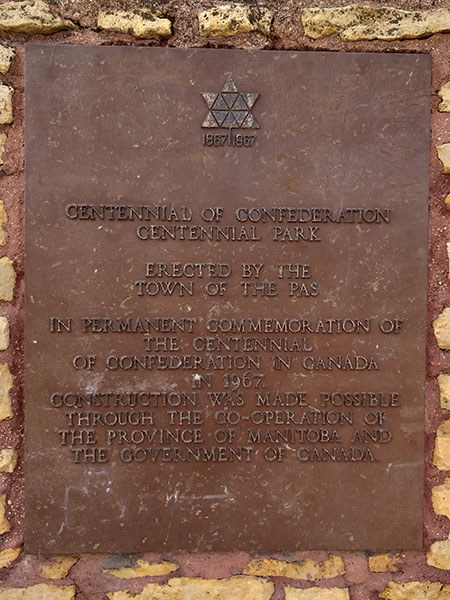 1867 1967
CENTENNIAL OF CONFEDERATION
CENTENNIAL PARK
ERECTED BY THE
TOWN OF THE PAS
IN PERMANENT COMMEMORATION OF
THE CENTENNIAL
OF CONFEDERATION IN CANADA
IN 1967.
CONSTRUCTION WAS MADE POSSIBLE
THROUGH THE CO-OPERATION OF
THE PROVINCE OF MANITOBA AND
THE GOVERNMENT OF CANADA.